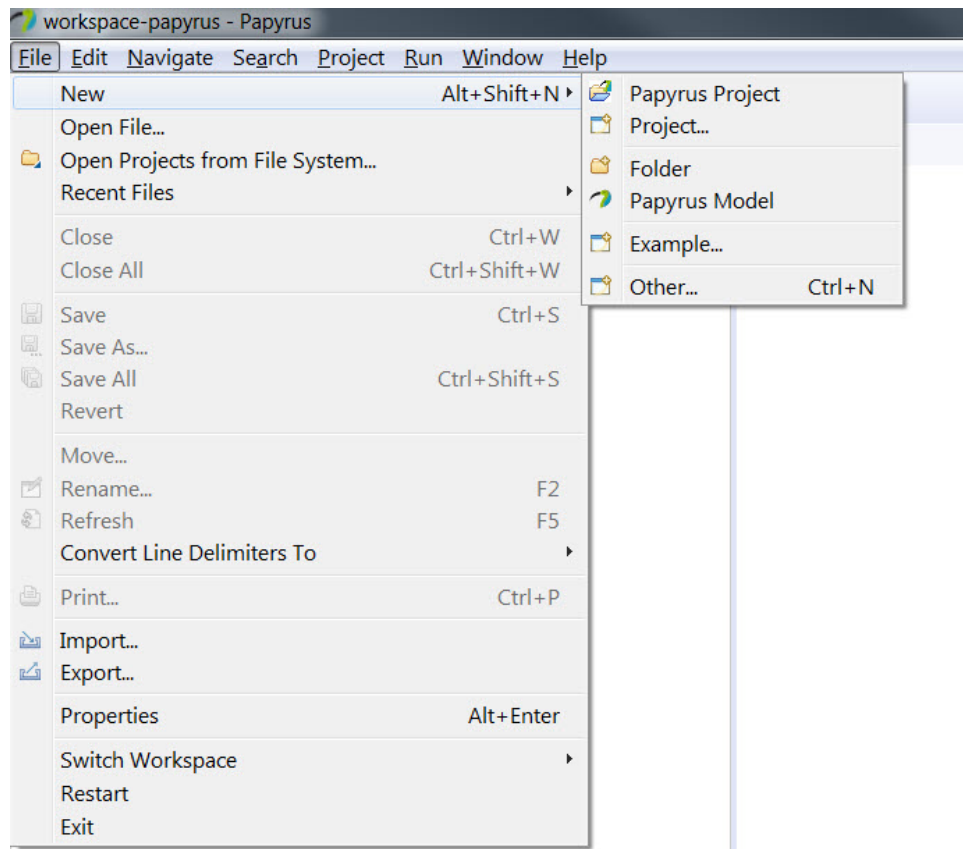 workspace-papyrus - Papyrus
File Edit Navigate Search Project Run Window Help
New Alt+Shift+N
Open File...
Open Projects from File System...
Recent Files
Close Ctrl+W
Close All Ctrl+Shift+W
Save Ctrl+S
Save As...
Save All Ctrl+Shift+S
Revert
Move...
Rename... F2
Refresh F5
Convert Line Delimiters To
Print... Ctrl+P
Import...
Export...
Properties Alt+Enter
Switch Workspace
Restart
Exit
Papyrus Project
Project...
Folder
Papyrus Model
Example...
Other... Ctrl+N